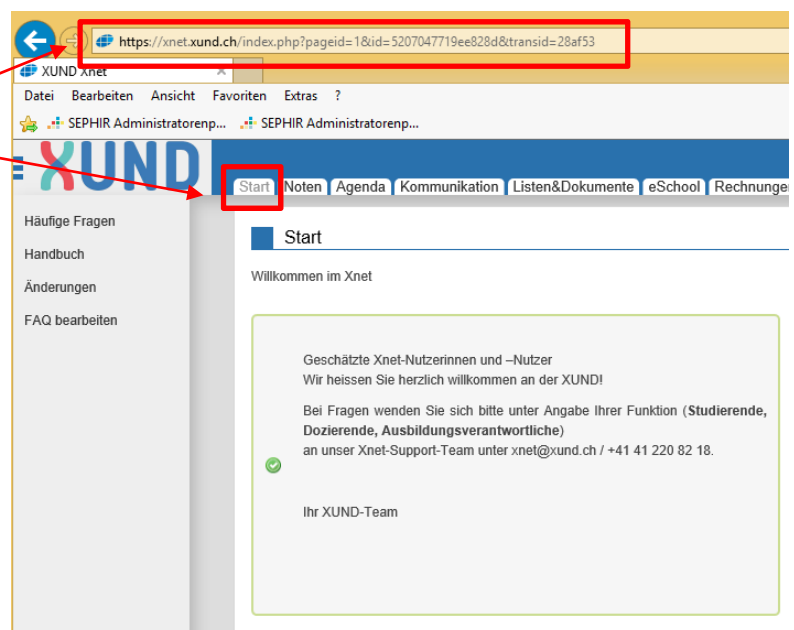 https://xnet.xund.ch/index.php?pageid=1&id=5207047719ee828d&transid=28af53
XUND Xnet
Datei Bearbeiten Ansicht Favoriten Extras ?
SEPHIR Administratorenp... SEPHIR Administratorenp...
XUND
Start Noten Agenda Kommunikation Listen&Dokumente eSchool Rechnunge
Häufige Fragen
Handbuch
Änderungen
FAQ bearbeiten
Start
Willkommen im Xnet
Geschätzte Xnet-Nutzerinnen und –Nutzer
Wir heissen Sie herzlich willkommen an der XUND!
Bei Fragen wenden Sie sich bitte unter Angabe Ihrer Funktion (Studierende,
Dozierende, Ausbildungsverantwortliche)
an unser Xnet-Support-Team unter xnet@xund.ch / +41 41 220 82 18.
Ihr XUND-Team